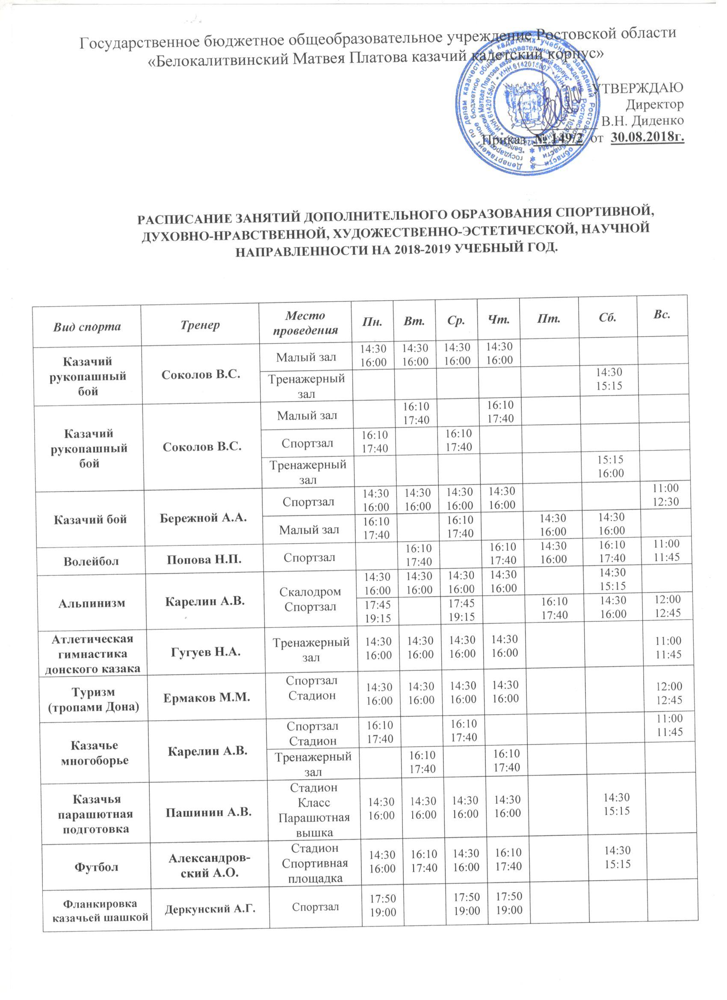 Государственное бюджетное общеобразовательное учреждение Ростовской области
«Белокалитвинский Матвея Платова казачий кадетский корпус»
УТВЕРЖДАЮ
Директор
В.Н. Диденко
Приказ № 149/2 от 30.08.2018г.
РАСПИСАНИЕ ЗАНЯТИЙ ДОПОЛНИТЕЛЬНОГО ОБРАЗОВАНИЯ СПОРТИВНОЙ,
ДУХОВНО-НРАВСТВЕННОЙ, ХУДОЖЕСТВЕННО-ЭСТЕТИЧЕСКОЙ, НАУЧНОЙ
НАПРАВЛЕННОСТИ НА 2018-2019 УЧЕБНЫЙ ГОД.
Вид спорта Тренер Место проведения Пн. Вт. Ср. Чт. Пт. Сб. Вс.
Казачий
рукопашный
бой
Соколов В.С.
Малый зал
14:30 14:30 14:30 14:30
16:00 16:00 16:00 16:00
Тренажерный
зал
14:30
15:15
Казачий
рукопашный
бой
Соколов В.С.
Малый зал
16:10 16:10
17:40 17:40
Спортзал
16:10 16:10
17:40 17:40
Тренажерный
зал
15:15
16:00
Казачий бой
Бережной А.А.
Спортзал
14:30 14:30 14:30 14:30 11:00
16:00 16:00 16:00 16:00 12:30
Малый зал
16:10 16:10 14:30 14:30
17:40 17:40 16:00 16:00
Волейбол
Попова Н.П.
Спортзал
16:10 16:10 14:30 16:10 11:00
17:40 17:40 16:00 17:40 11:45
Альпинизм
Карелин А.В.
Скалодром
Спортзал
14:30 14:30 14:30 14:30 14:30
16:00 16:00 16:00 16:00 15:15
17:45 17:45 16:10 14:30 12:00
19:15 19:15 17:40 16:00 12:45
Атлетическая
гимнастика
донского казака
Гугуев Н.А.
Тренажерный
зал
14:30 14:30 14:30 14:30 11:00
16:00 16:00 16:00 16:00 11:45
Туризм
(тропами Дона)
Ермаков М.М.
Спортзал
Стадион
14:30 14:30 14:30 14:30 12:00
16:00 16:00 16:00 16:00 12:45
Казачье
многоборье
Карелин А.В.
Спортзал
Стадион
16:10 16:10 11:00
17:40 17:40 11:45
Тренажерный
зал
16:10 16:10
17:40 17:40
Казачья
парашютная
подготовка
Пашинин А.В.
Стадион
Класс
Парашютная
вышка
14:30 14:30 14:30 14:30 14:30
16:00 16:00 16:00 16:00 15:15
Футбол
Александров-
ский А.О.
Стадион
Спортивная
площадка
14:30 16:10 14:30 16:10 14:30
16:00 17:40 16:00 17:40 15:15
Фланкировка
казачьей шашкой
Деркунский А.Г.
Спортзал
17:50 17:50 17:50
19:00 19:00 19:00